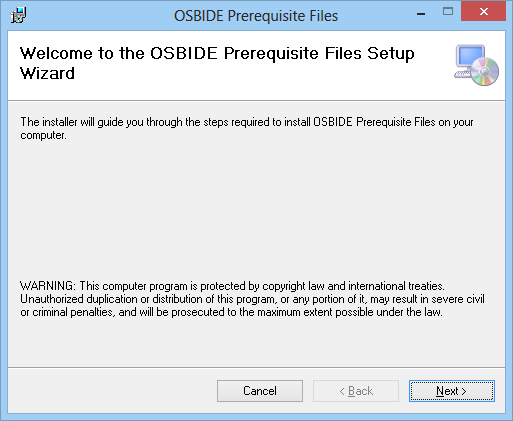 OSBIDE Prerequisite Files
Welcome to the OSBIDE Prerequisite Files Setup
Wizard
The installer will guide you through the steps required to install OSBIDE Prerequisite Files on your
computer.
WARNING: This computer program is protected by copyright law and international treaties.
Unauthorized duplication or distribution of this program, or any portion of it, may result in severe civil
or criminal penalties, and will be prosecuted to the maximum extent possible under the law.
Cancel
< Back
Next >